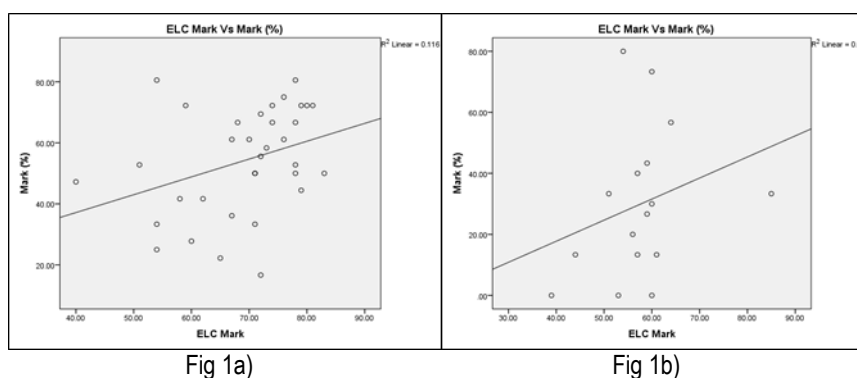 ELC Mark Vs Mark (%)
R² Linear = 0.116
Mark (%)
80.00
60.00
40.00
20.00
40.00 50.00 60.00 70.00 80.00 90.00
ELC Mark
Fig 1a)
ELC Mark Vs Mark (%)
R² Linear = 0.
Mark (%)
80.00
60.00
40.00
20.00
.00
30.00 40.00 50.00 60.00 70.00 80.00 90.00
ELC Mark
Fig 1b)